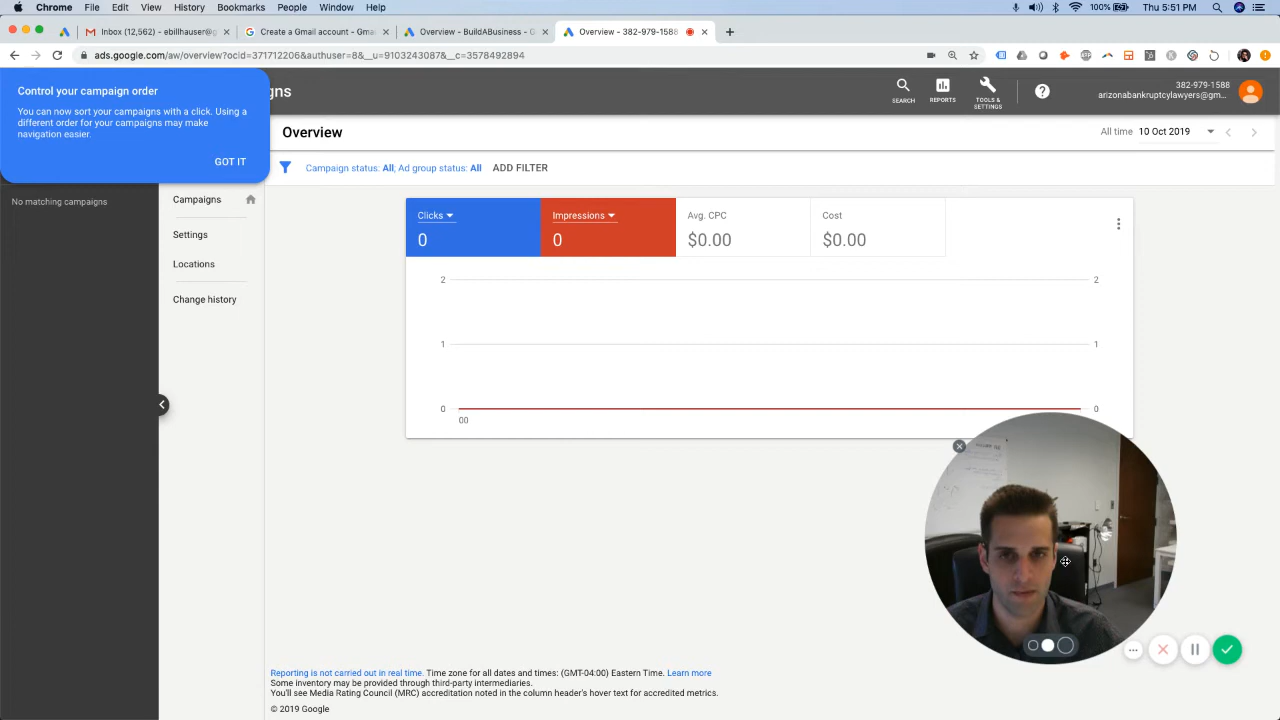 Chrome File Edit View History Bookmarks People Window Help
100% Thu 5:51 PM
Inbox (12,562) - ebillhauser@g
Create a Gmail account - Gmai
Overview - BuildABusiness - G
Overview - 382-979-1588
ads.google.com/aw/overview?ocid=371712206&authuser=8&__u=9103243087&__c=3578492894
Control your campaign order
You can now sort your campaigns with a click. Using a
different order for your campaigns may make
navigation easier.
GOT IT
gns
SEARCH
REPORTS
TOOLS &
SETTINGS
382-979-1588
arizonabankruptcylawyers@gm...
Overview
All time 10 Oct 2019
Campaign status: All; Ad group status: All ADD FILTER
No matching campaigns
Campaigns
Settings
Locations
Change history
Clicks
0
Impressions
0
Avg. CPC
$0.00
Cost
$0.00
2 2
1 1
0 0
00
Reporting is not carried out in real time. Time zone for all dates and times: (GMT-04:00) Eastern Time. Learn more
Some inventory may be provided through third-party intermediaries.
You'll see Media Rating Council (MRC) accreditation noted in the column header's hover text for accredited metrics.
© 2019 Google